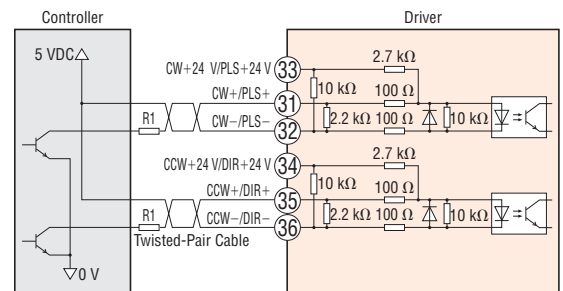 Controller
Driver
5 VDC
CW+24 V/PLS+24 V
33
2.7 kΩ
10 kΩ
CW+/PLS+
31
100 Ω
R1
CW−/PLS−
32
2.2 kΩ
100 Ω
10 kΩ
CCW+24 V/DIR+24 V
34
2.7 kΩ
10 kΩ
CCW+/DIR+
35
100 Ω
R1
CCW−/DIR−
36
2.2 kΩ
100 Ω
10 kΩ
Twisted-Pair Cable
0 V